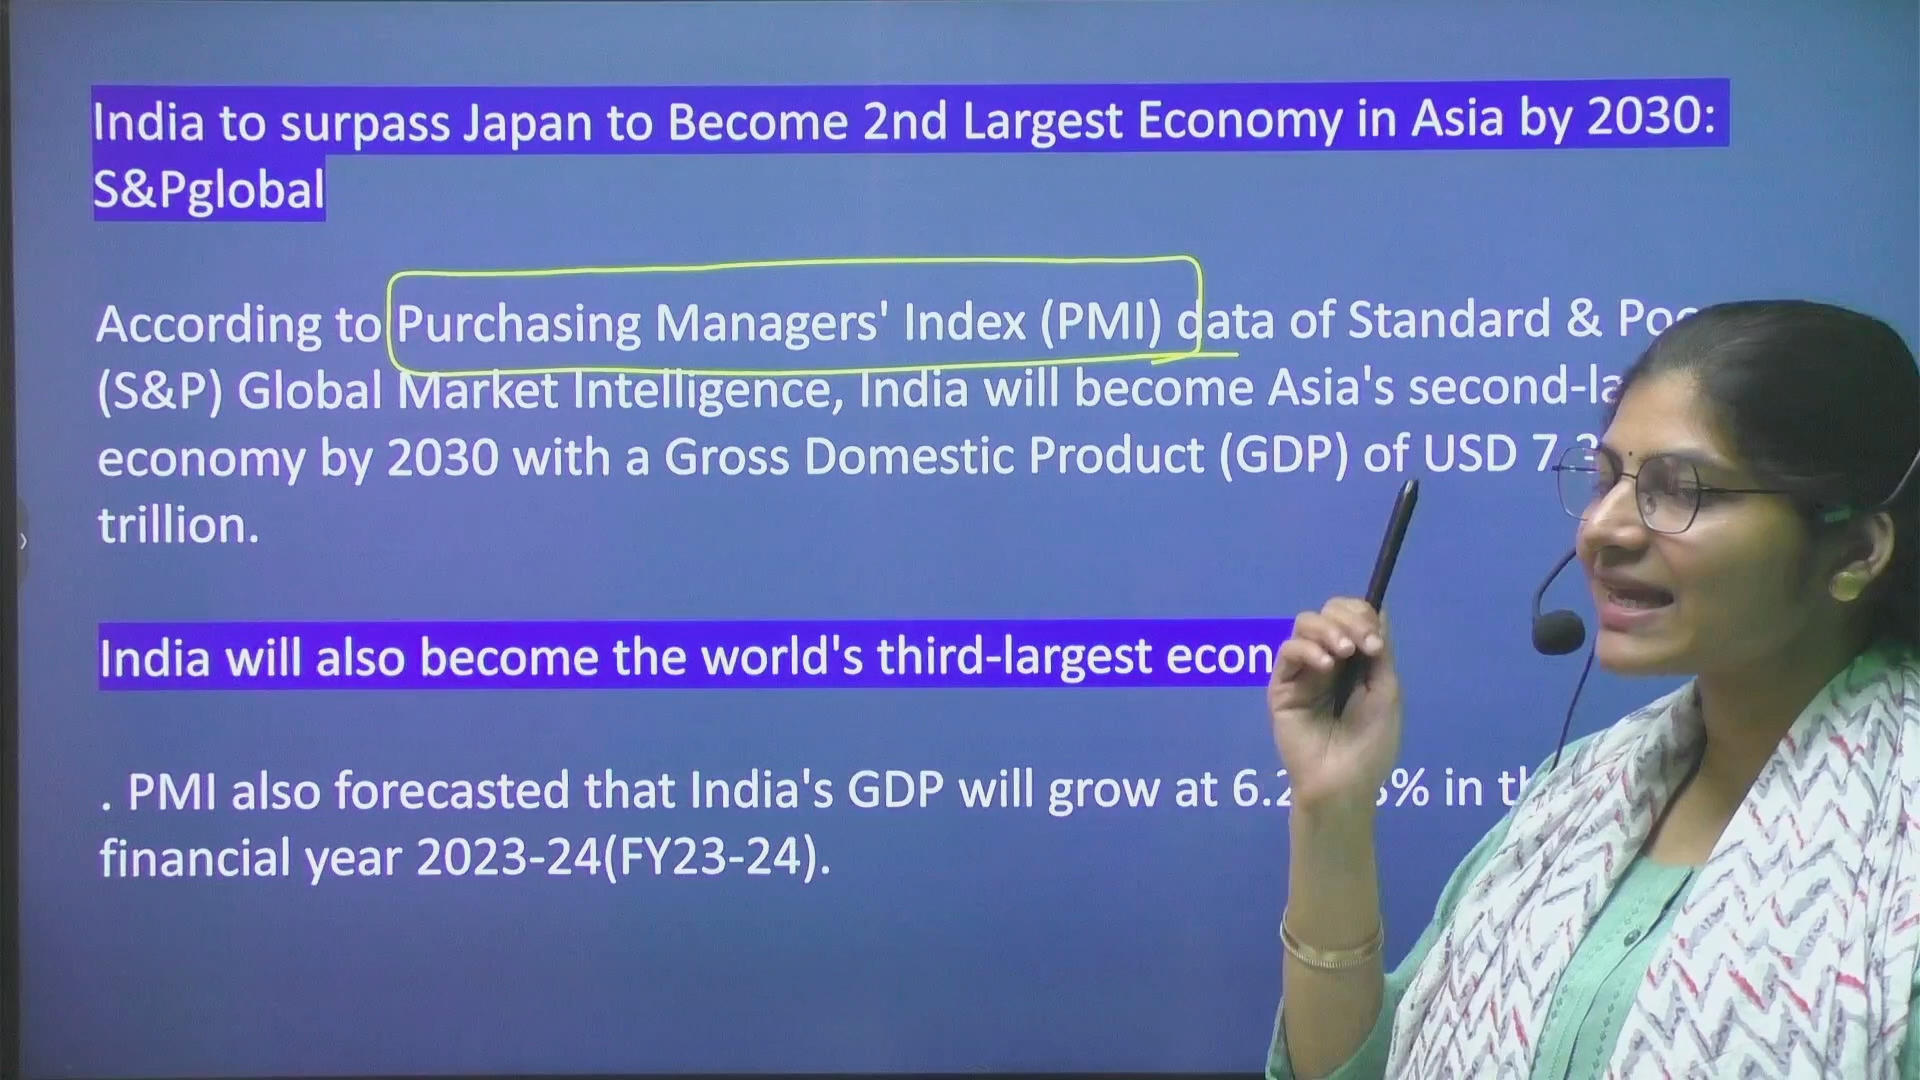 India to surpass Japan to Become 2nd Largest Economy in Asia by 2030:
S&Pglobal
According to Purchasing Managers' Index (PMI) data of Standard &
(S&P) Global Market Intelligence, India will become Asia's
economy by 2030 with a Gross Domestic Product (GDP) of USD
trillion.
India will also become the world's third-largest
. PMI also forecasted that India's GDP will grow at in
financial year 2023-24(FY23-24).